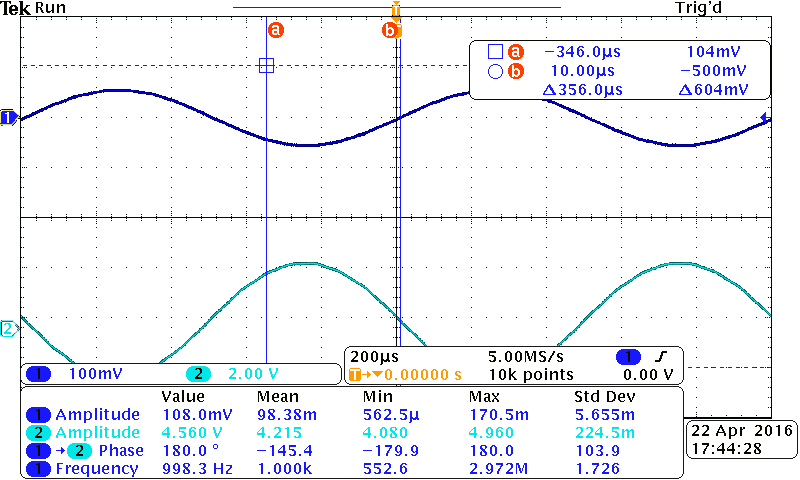 Tek Run Trig'd
T
a b
a −346.0µs 104mV
b 10.00µs −500mV
Δ356.0µs Δ604mV
1
2
200µs 5.00MS/s 1
1 100mV 2 2.00 V
T→▼0.00000 s 10k points 0.00 V
Value Mean Min Max Std Dev
1 Amplitude 108.0mV 98.38m 562.5µ 170.5m 5.655m
2 Amplitude 4.560 V 4.215 4.080 4.960 224.5m
1 → 2 Phase 180.0 ° −145.4 −179.9 180.0 103.9
1 Frequency 998.3 Hz 1.000k 552.6 2.972M 1.726
22 Apr 2016
17:44:28